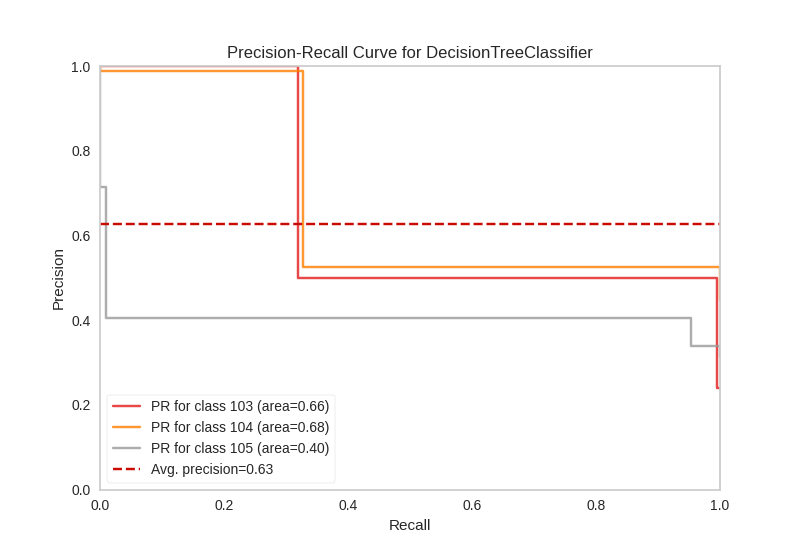 Precision-Recall Curve for DecisionTreeClassifier
1.0
0.8
0.6
0.4
0.2
0.0
Precision
PR for class 103 (area=0.66)
PR for class 104 (area=0.68)
PR for class 105 (area=0.40)
Avg. precision=0.63
0.0 0.2 0.4 0.6 0.8 1.0
Recall